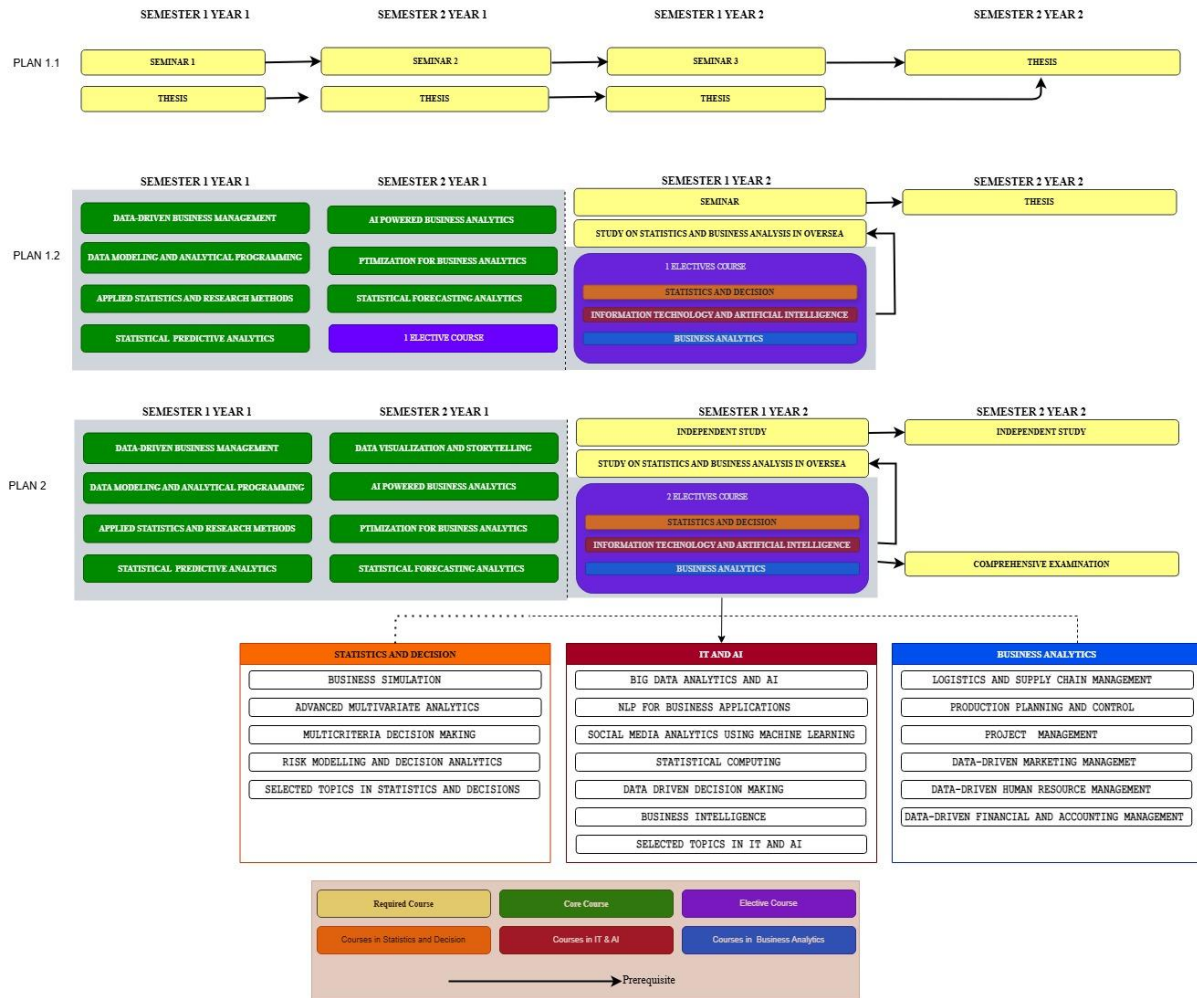 SEMESTER 1 YEAR 1
SEMESTER 2 YEAR 1
SEMESTER 1 YEAR 2
SEMESTER 2 YEAR 2
PLAN 1.1
SEMINAR 1
SEMINAR 2
SEMINAR 3
THESIS
THESIS
THESIS
THESIS
SEMESTER 1 YEAR 1
SEMESTER 2 YEAR 1
SEMESTER 1 YEAR 2
SEMESTER 2 YEAR 2
PLAN 1.2
DATA-DRIVEN BUSINESS MANAGEMENT
DATA MODELING AND ANALYTICAL PROGRAMMING
APPLIED STATISTICS AND RESEARCH METHODS
STATISTICAL PREDICTIVE ANALYTICS
AI POWERED BUSINESS ANALYTICS
PTIMIZATION FOR BUSINESS ANALYTICS
STATISTICAL FORECASTING ANALYTICS
1 ELECTIVE COURSE
SEMINAR
STUDY ON STATISTICS AND BUSINESS ANALYSIS IN OVERSEA
1 ELECTIVES COURSE
STATISTICS AND DECISION
INFORMATION TECHNOLOGY AND ARTIFICIAL INTELLIGENCE
BUSINESS ANALYTICS
THESIS
SEMESTER 1 YEAR 1
SEMESTER 2 YEAR 1
SEMESTER 1 YEAR 2
SEMESTER 2 YEAR 2
PLAN 2
DATA-DRIVEN BUSINESS MANAGEMENT
DATA MODELING AND ANALYTICAL PROGRAMMING
APPLIED STATISTICS AND RESEARCH METHODS
STATISTICAL PREDICTIVE ANALYTICS
DATA VISUALIZATION AND STORYTELLING
AI POWERED BUSINESS ANALYTICS
PTIMIZATION FOR BUSINESS ANALYTICS
STATISTICAL FORECASTING ANALYTICS
INDEPENDENT STUDY
STUDY ON STATISTICS AND BUSINESS ANALYSIS IN OVERSEA
2 ELECTIVES COURSE
STATISTICS AND DECISION
INFORMATION TECHNOLOGY AND ARTIFICIAL INTELLIGENCE
BUSINESS ANALYTICS
INDEPENDENT STUDY
COMPREHENSIVE EXAMINATION
STATISTICS AND DECISION
BUSINESS SIMULATION
ADVANCED MULTIVARIATE ANALYTICS
MULTICRITERIA DECISION MAKING
RISK MODELLING AND DECISION ANALYTICS
SELECTED TOPICS IN STATISTICS AND DECISIONS
IT AND AI
BIG DATA ANALYTICS AND AI
NLP FOR BUSINESS APPLICATIONS
SOCIAL MEDIA ANALYTICS USING MACHINE LEARNING
STATISTICAL COMPUTING
DATA DRIVEN DECISION MAKING
BUSINESS INTELLIGENCE
SELECTED TOPICS IN IT AND AI
BUSINESS ANALYTICS
LOGISTICS AND SUPPLY CHAIN MANAGEMENT
PRODUCTION PLANNING AND CONTROL
PROJECT MANAGEMENT
DATA-DRIVEN MARKETING MANAGEMET
DATA-DRIVEN HUMAN RESOURCE MANAGEMENT
DATA-DRIVEN FINANCIAL AND ACCOUNTING MANAGEMENT
Required Course
Core Course
Elective Course
Courses in Statistics and Decision
Courses in IT & AI
Courses in Business Analytics
Prerequisite